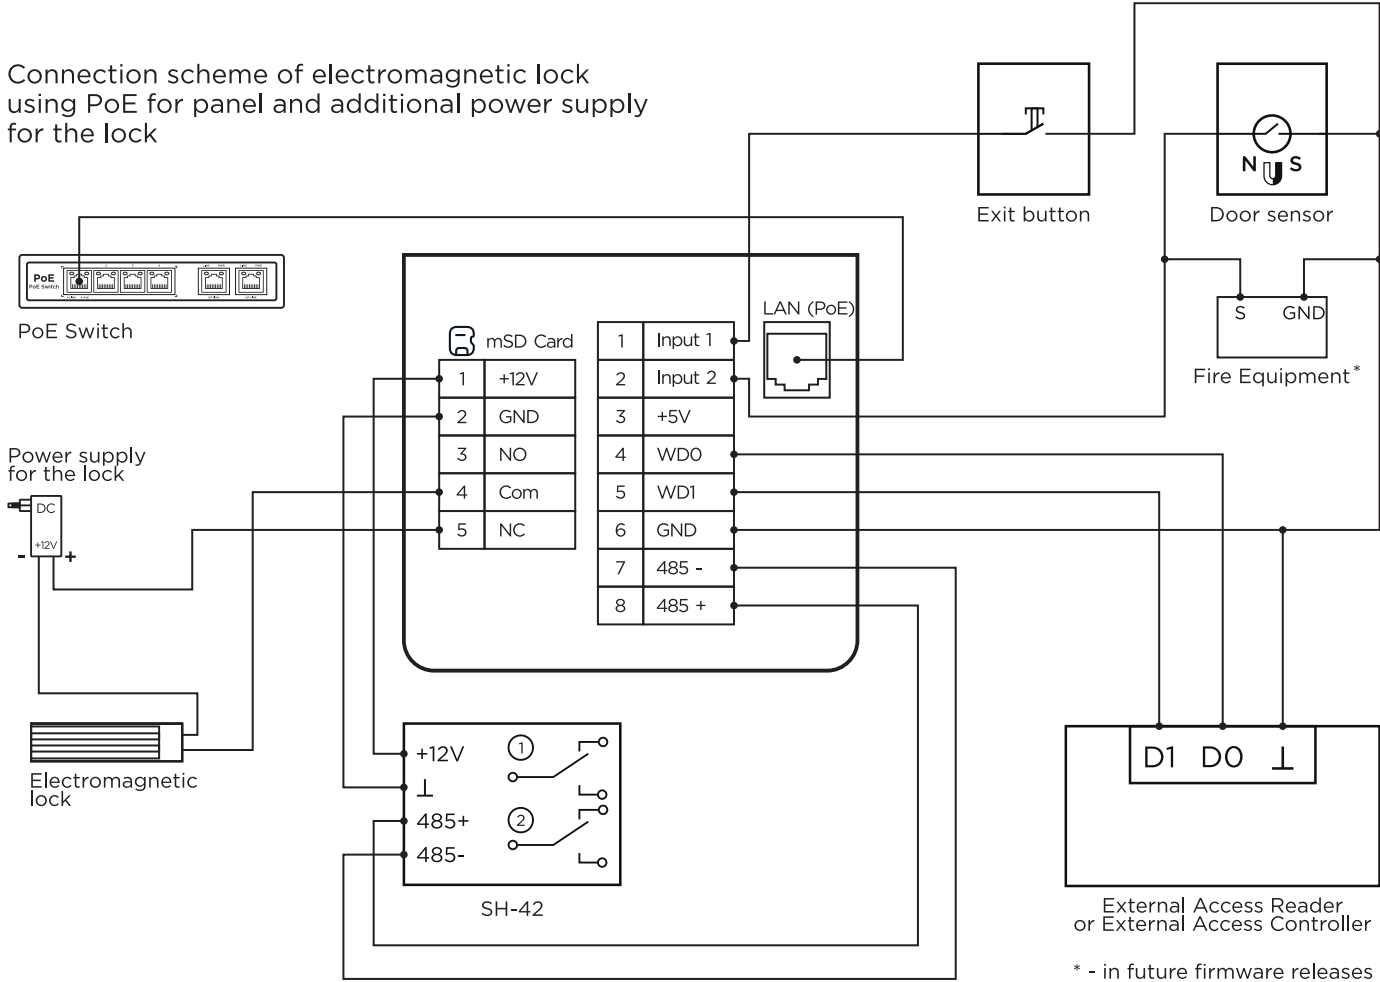 Connection scheme of electromagnetic lock
using PoE for panel and additional power supply
for the lock
Exit button
N S
Door sensor
S GND
Fire Equipment*
PoE
PoE Switch
PoE Switch
LAN (PoE)
mSD Card
1 +12V
2 GND
3 NO
4 Com
5 NC
1 Input 1
2 Input 2
3 +5V
4 WD0
5 WD1
6 GND
7 485 -
8 485 +
Power supply
for the lock
DC
+12V
- +
Electromagnetic
lock
+12V
⊥
485+
485-
1
2
SH-42
D1 D0 ⊥
External Access Reader
or External Access Controller
* - in future firmware releases